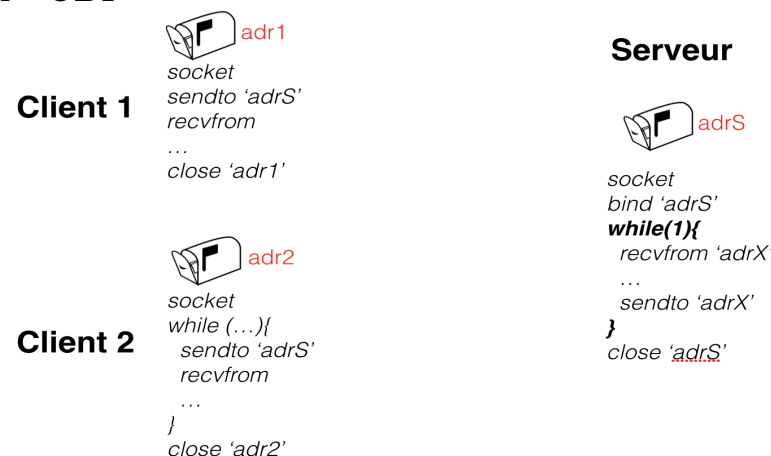 adr1
socket
Client 1
sendto ‘adrS’
recvfrom
…
close ‘adr1’
adr2
socket
while (…){
Client 2
sendto ‘adrS’
recvfrom
…
}
close ‘adr2’
Serveur
adrS
socket
bind ‘adrS’
while(1){
recvfrom ‘adrX’
…
sendto ‘adrX’
}
close ‘adrS’